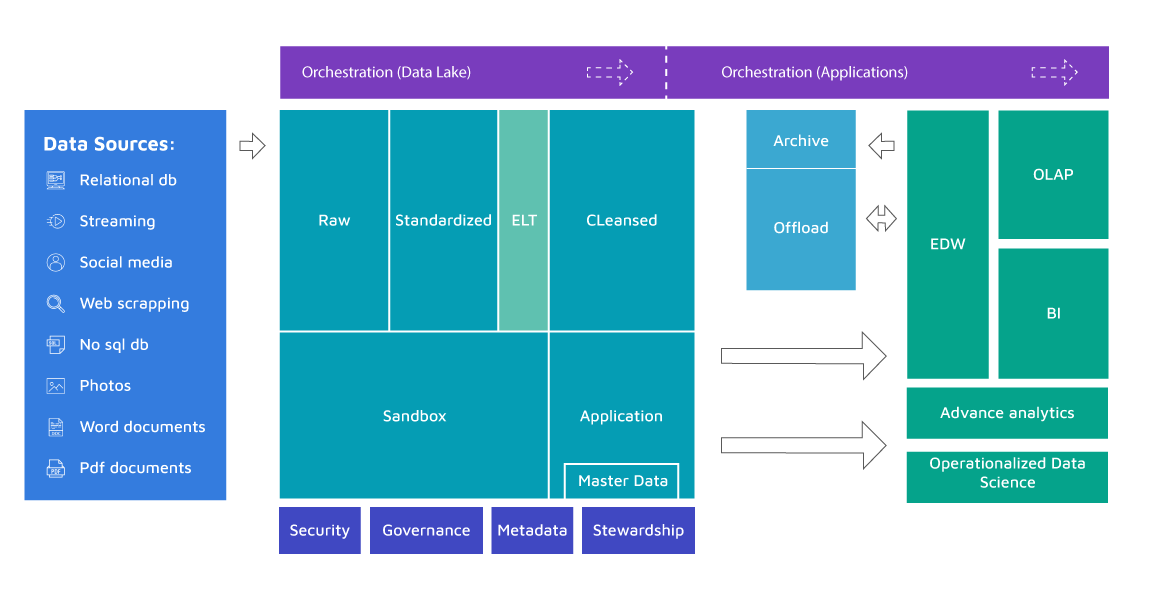 Orchestration (Data Lake)
Orchestration (Applications)
Data Sources:
Relational db
Streaming
Social media
Web scrapping
No sql db
Photos
Word documents
Pdf documents
Raw
Standardized
ELT
CLeansed
Sandbox
Application
Master Data
Security
Governance
Metadata
Stewardship
Archive
Offload
EDW
OLAP
BI
Advance analytics
Operationalized Data
Science